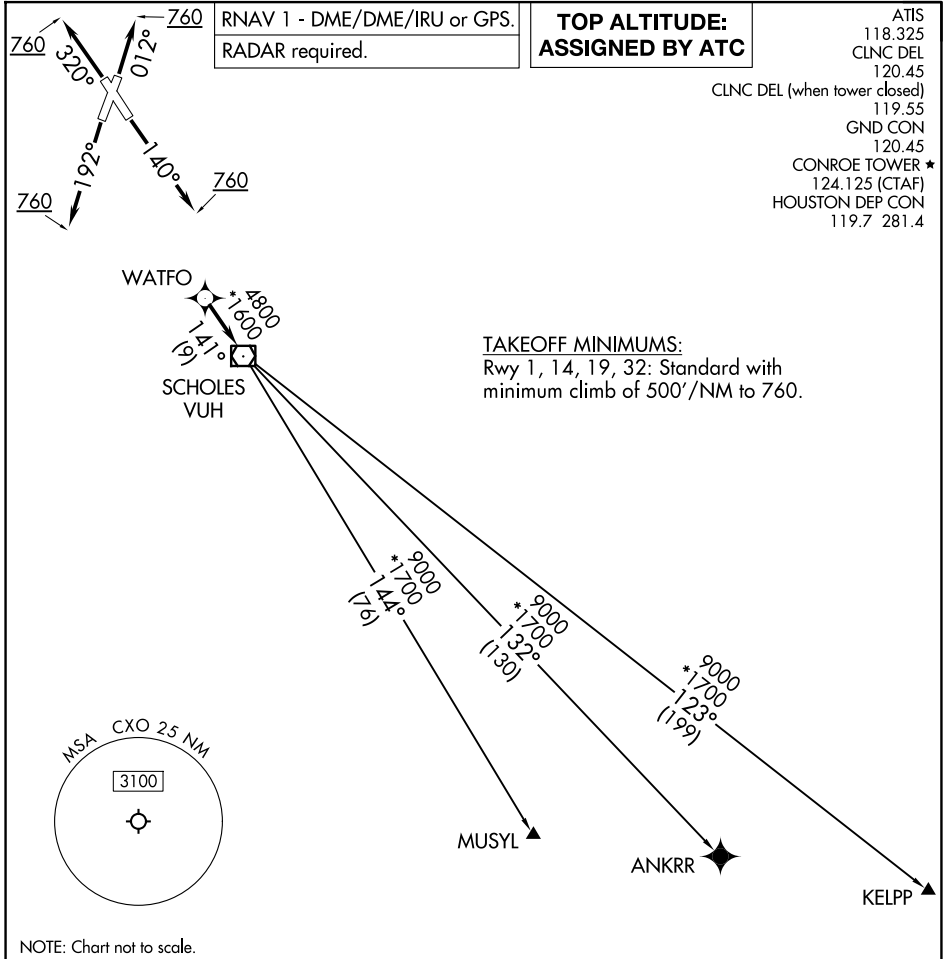 760
320°
760
012°
192°
760
140°
760
RNAV 1 - DME/DME/IRU or GPS.
RADAR required.
TOP ALTITUDE:
ASSIGNED BY ATC
ATIS
118.325
CLNC DEL
120.45
CLNC DEL (when tower closed)
119.55
GND CON
120.45
CONROE TOWER ★
124.125 (CTAF)
HOUSTON DEP CON
119.7 281.4
WATFO
4800
*1600
141°
(9)
SCHOLES
VUH
TAKEOFF MINIMUMS:
Rwy 1, 14, 19, 32: Standard with
minimum climb of 500'/NM to 760.
9000
*1700
144°
(76)
9000
*1700
132°
(130)
9000
*1700
123°
(199)
MSA CXO 25 NM
3100
MUSYL
ANKRR
KELPP
NOTE: Chart not to scale.